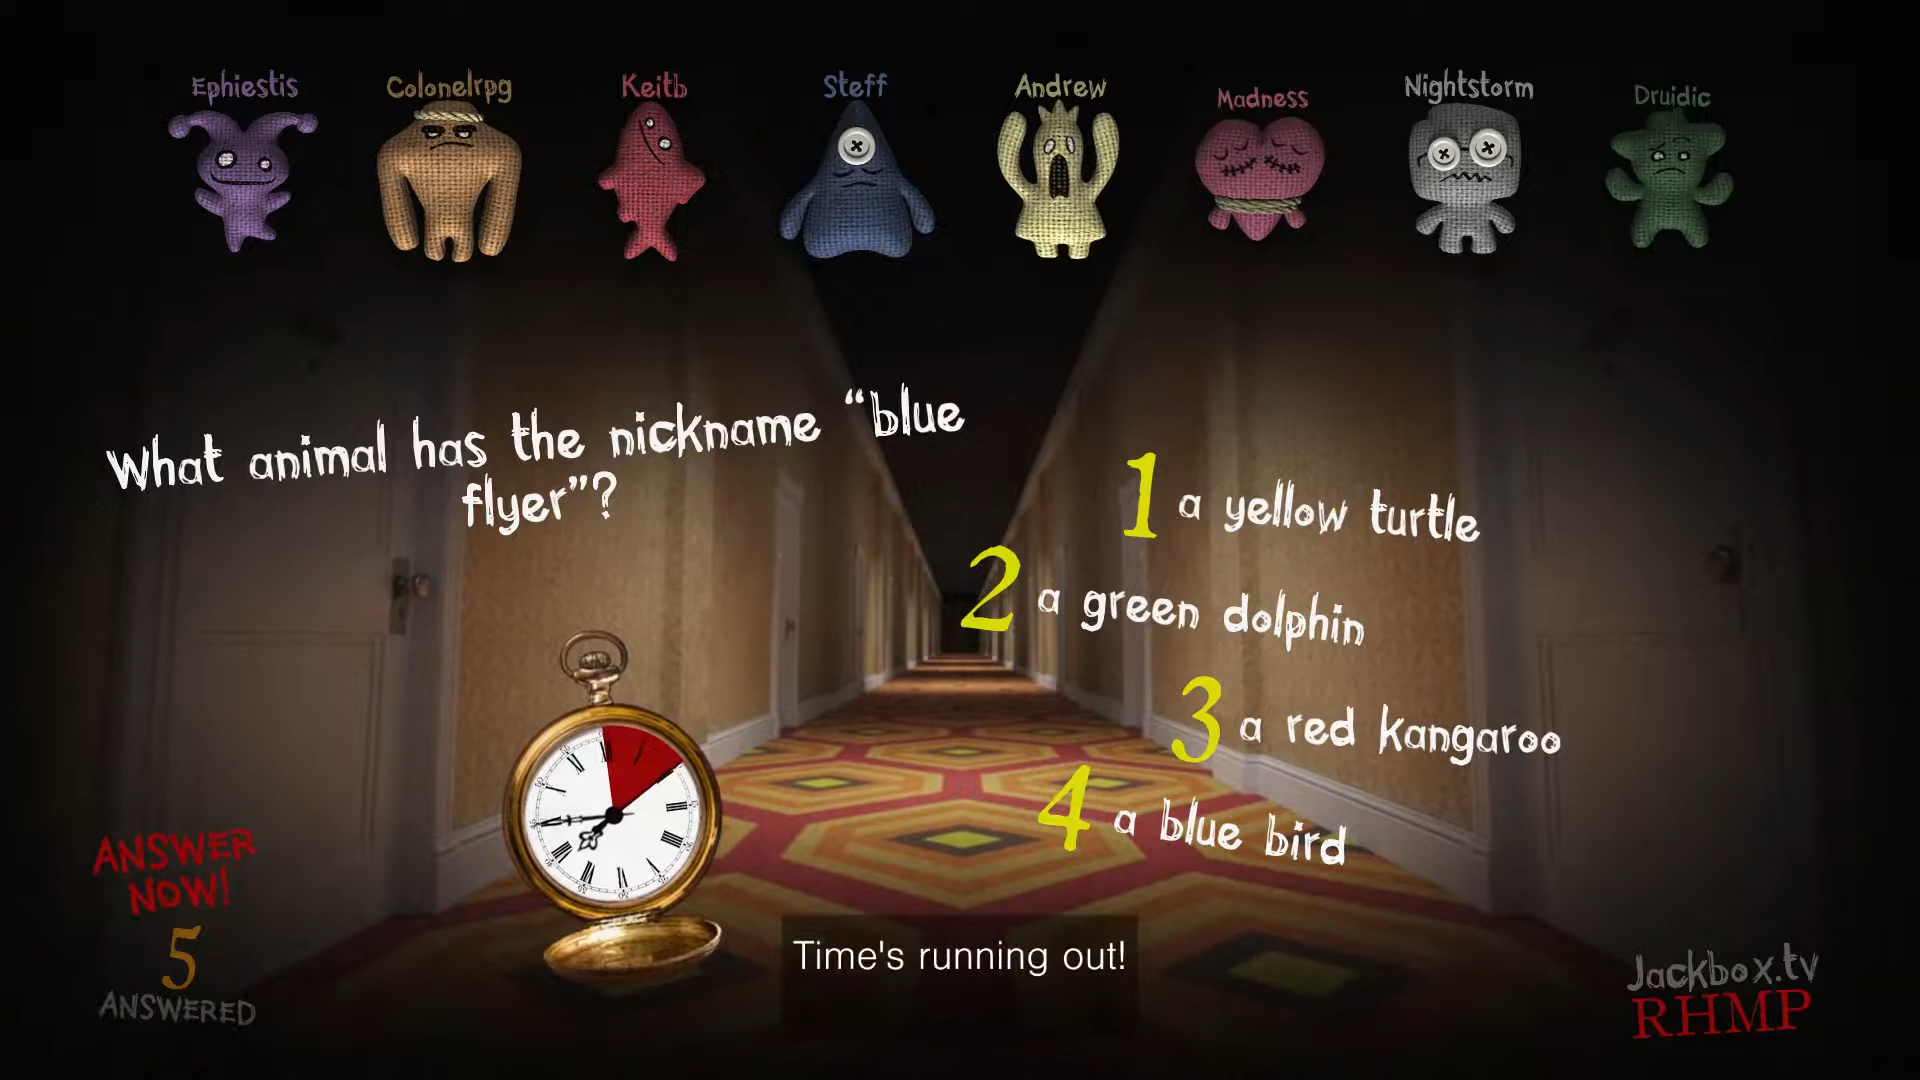 Ephiestis
Colonelrpg
Keitb
Steff
Andrew
Madness
Nightstorm
Druidic
What animal has the nickname “blue
flyer”?
1 a yellow turtle
2 a green dolphin
3 a red kangaroo
4 a blue bird
ANSWER
NOW!
5
ANSWERED
Time's running out!
Jackbox.tv
RHMP